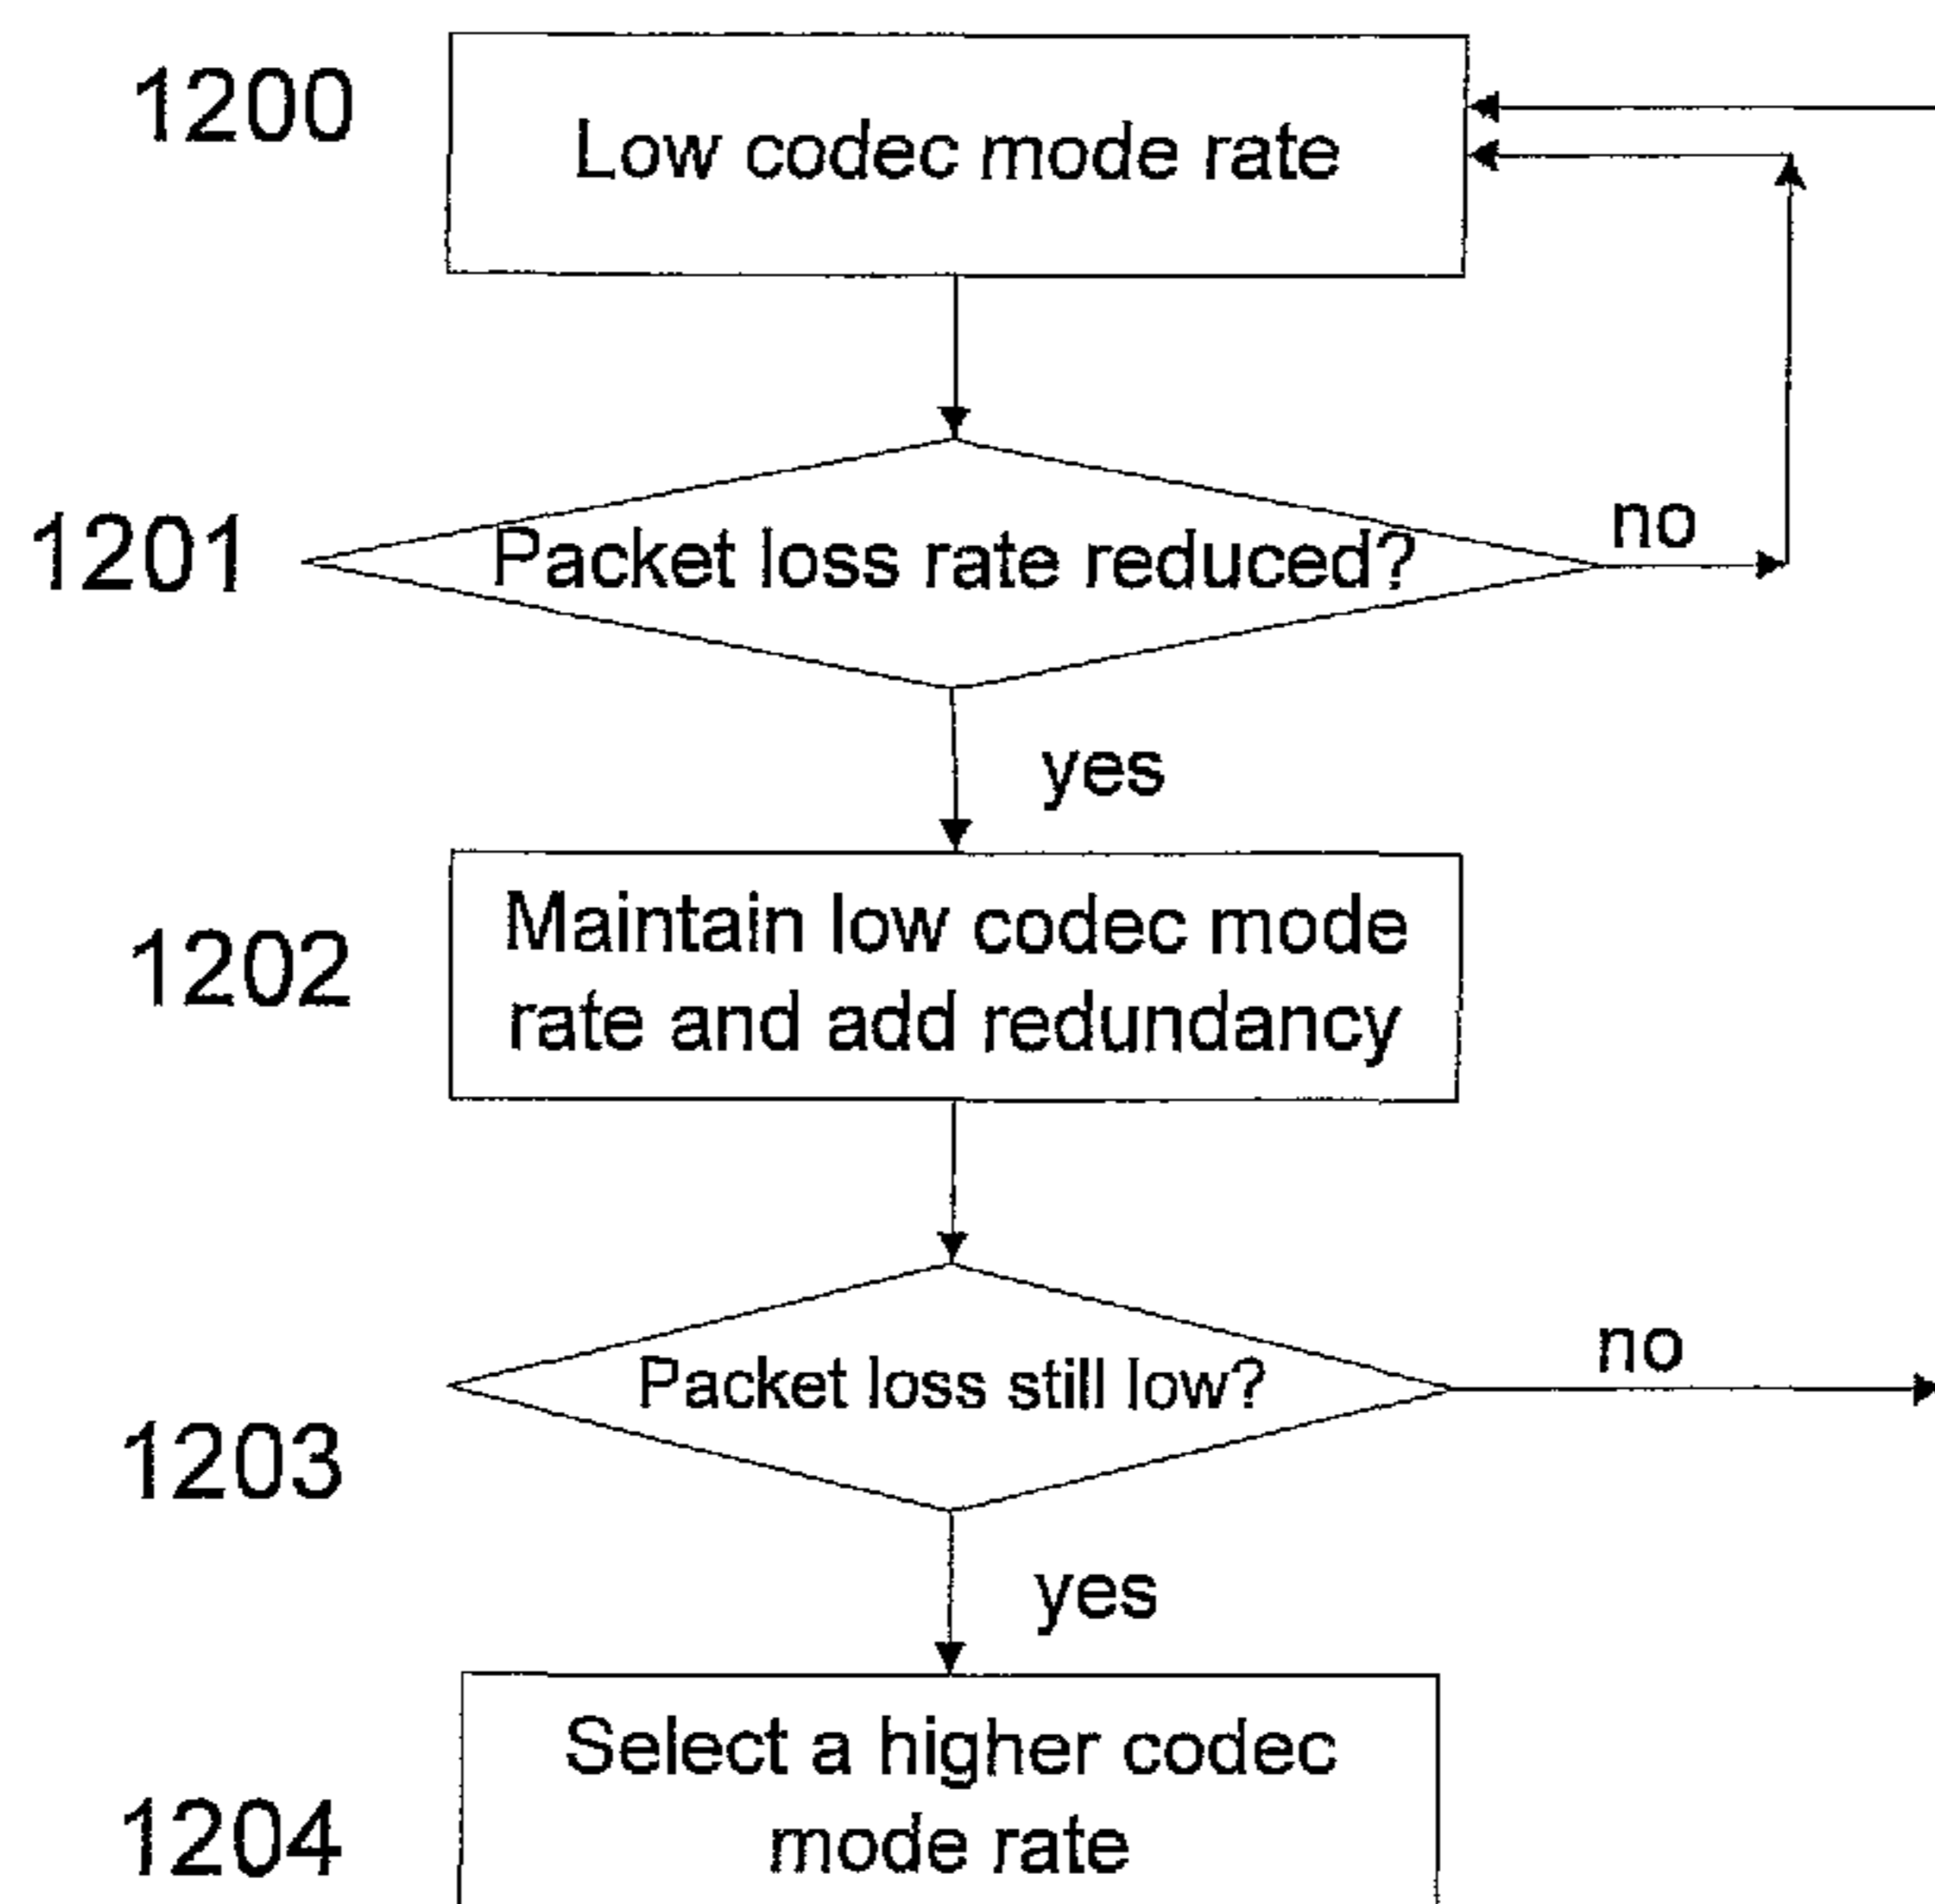 1200
Low codec mode rate
1201
Packet loss rate reduced?
no
yes
1202
Maintain low codec mode
rate and add redundancy
1203
Packet loss still low?
no
yes
1204
Select a higher codec
mode rate